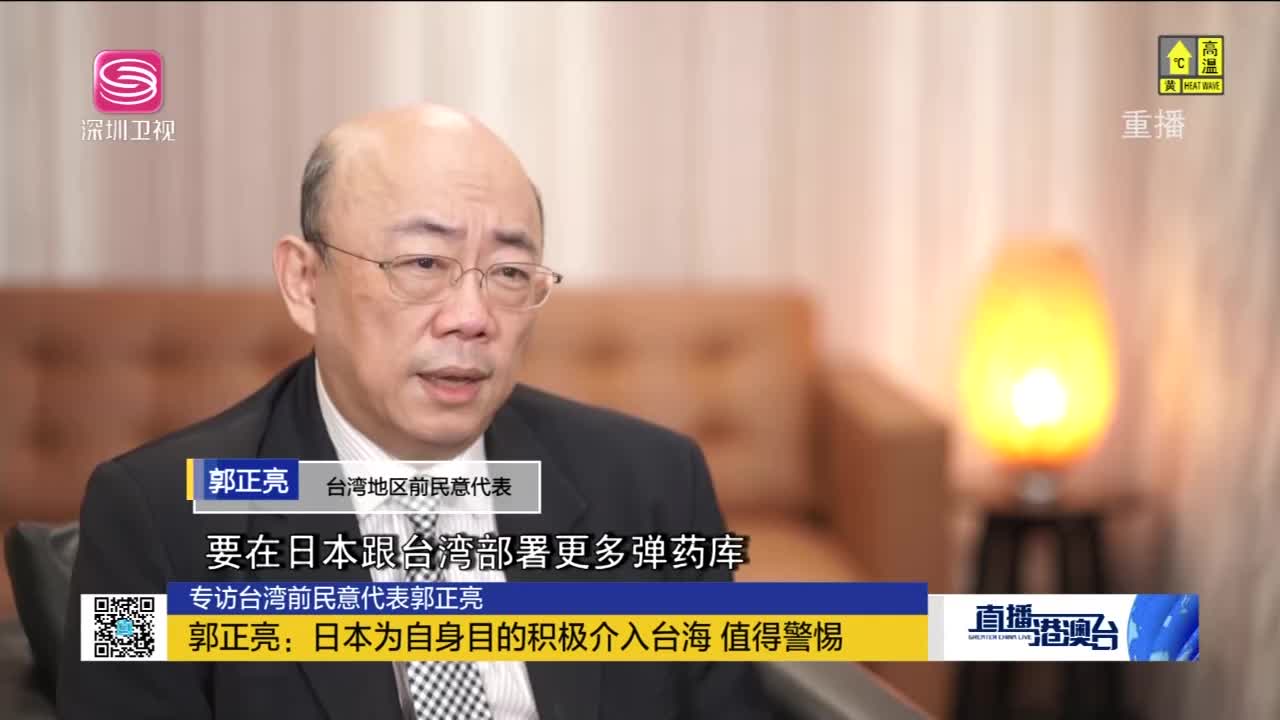 深圳卫视
℃
高温
黄
HEAT WAVE
重播
郭正亮
台湾地区前民意代表
要在日本跟台湾部署更多弹药库
专访台湾前民意代表郭正亮
郭正亮：日本为自身目的积极介入台海 值得警惕
直播港澳台
GREATER CHINA LIVE